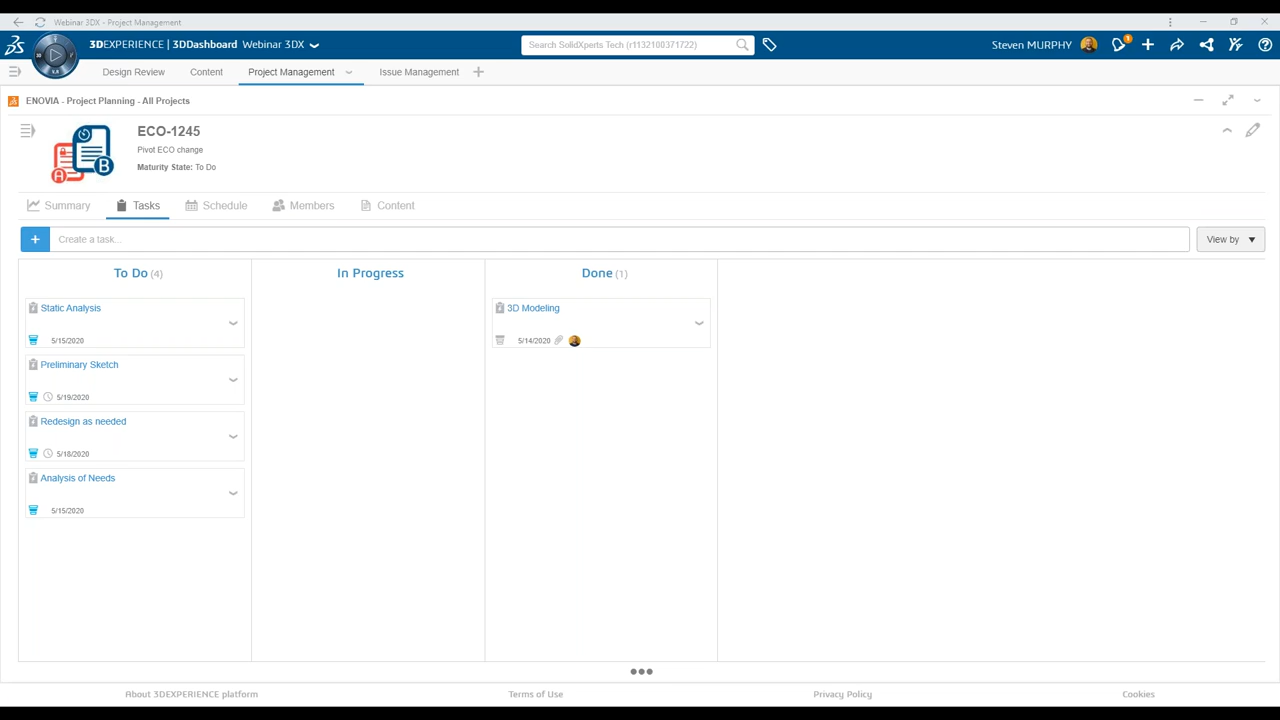 Webinar 3DX - Project Management
3DEXPERIENCE | 3DDashboard Webinar 3DX
Search SolidXperts Tech (r1132100371722)
Steven MURPHY
1
Design Review
Content
Project Management
Issue Management
ENOVIA - Project Planning - All Projects
ECO-1245
Pivot ECO change
Maturity State: To Do
A
B
Summary
Tasks
Schedule
Members
Content
Create a task...
View by
To Do (4)
In Progress
Done (1)
Static Analysis
5/15/2020
Preliminary Sketch
5/19/2020
Redesign as needed
5/18/2020
Analysis of Needs
5/15/2020
3D Modeling
5/14/2020
About 3DEXPERIENCE platform
Terms of Use
Privacy Policy
Cookies